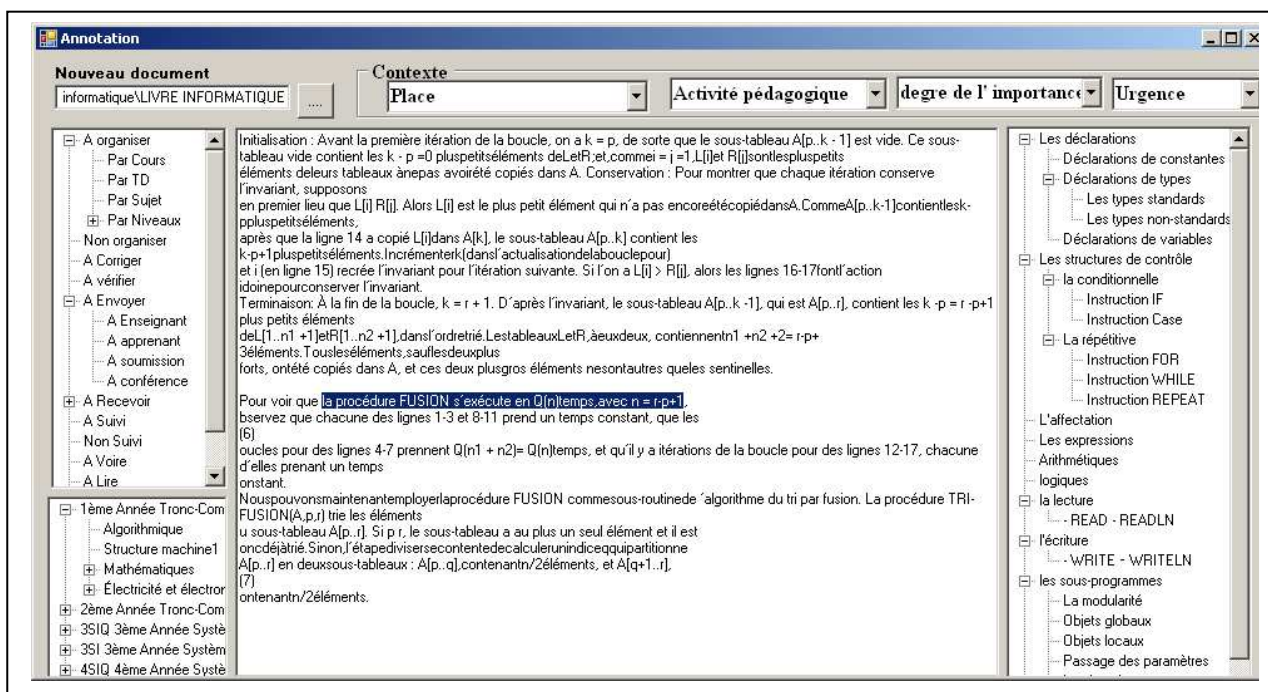 Annotation
Nouveau document
informatique\LIVRE INFORMATIQUE
....
Contexte
Place
Activité pédagogique
degre de l' importance
Urgence
A organiser
Par Cours
Par TD
Par Sujet
Par Niveaux
Non organiser
A Corriger
A vérifier
A Envoyer
A Enseignant
A apprenant
A soumission
A conférence
A Recevoir
A Suivi
Non Suivi
A Voire
A Lire
1ème Année Tronc-Com
Algorithmique
Structure machine1
Mathématiques
Électricité et électror
2ème Année Tronc-Com
3SIQ 3ème Année Systè
3SI 3ème Année Systèm
4SIQ 4ème Année Systè
Initialisation : Avant la première itération de la boucle, on a k = p, de sorte que le sous-tableau A[p..k - 1] est vide. Ce sous-
tableau vide contient les k - p =0 pluspetitséléments deLetR;et,commei = j =1,L[i]et R[j]sontlespluspetits
éléments deleurs tableaux ànepas avoirété copiés dans A. Conservation : Pour montrer que chaque itération conserve
l´invariant, supposons
en premier lieu que L[i] R[j]. Alors L[i] est le plus petit élément qui n´a pas encoreétécopiédansA.CommeA[p..k-1]contientlesk-
ppluspetitséléments,
après que la ligne 14 a copié L[i]dans A[k], le sous-tableau A[p..k] contient les
k-p+1pluspetitséléments.Incrémenterk(dansl´actualisationdelabouclepour)
et i (en ligne 15) recrée l´invariant pour l´itération suivante. Si l´on a L[i] > R[j], alors les lignes 16-17fontl´action
idoinepourconserver l´invariant.
Terminaison: À la fin de la boucle, k = r + 1. D´après l´invariant, le sous-tableau A[p..k -1], qui est A[p..r], contient les k -p = r -p+1
plus petits éléments
deL[1..n1 +1]etR[1..n2 +1],dansl´ordretrié.LestableauxLetR,àeuxdeux, contiennentn1 +n2 +2= r-p+
3éléments.Tousleséléments,sauflesdeuxplus
forts, ontété copiés dans A, et ces deux plusgros éléments nesontautres queles sentinelles.
Pour voir que la procédure FUSION s´exécute en Q(n)temps,avec n = r-p+1,
bservez que chacune des lignes 1-3 et 8-11 prend un temps constant, que les
(6)
oucles pour des lignes 4-7 prennent Q(n1 + n2)= Q(n)temps, et qu´il y a itérations de la boucle pour des lignes 12-17, chacune
d´elles prenant un temps
onstant.
Nouspouvonsmaintenantemployerlaprocédure FUSION commesous-routinede ´algorithme du tri par fusion. La procédure TRI-
FUSION(A,p,r) trie les éléments
u sous-tableau A[p..r]. Si p r, le sous-tableau a au plus un seul élément et il est
oncdéjàtrié.Sinon,l´étapedivisersecontentedecalculerunindiceqquipartitionne
A[p..r] en deuxsous-tableaux : A[p..q],contenantn/2éléments, et A[q+1..r],
(7)
ontenantn/2éléments.
Les déclarations
Déclarations de constantes
Déclarations de types
Les types standards
Les types non-standards
Déclarations de variables
Les structures de contrôle
la conditionnelle
Instruction IF
Instruction Case
La répétitive
Instruction FOR
Instruction WHILE
Instruction REPEAT
L'affectation
Les expressions
Arithmétiques
logiques
la lecture
- READ - READLN
l'écriture
- WRITE - WRITELN
les sous-programmes
La modularité
Objets globaux
Objets locaux
Passage des paramètres